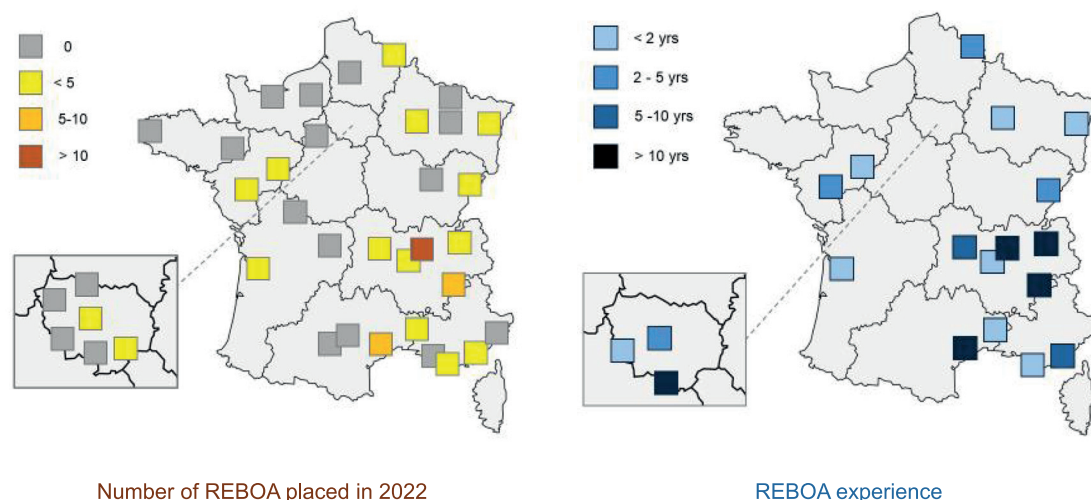 0
< 5
5-10
> 10
< 2 yrs
2 - 5 yrs
5 -10 yrs
> 10 yrs
Number of REBOA placed in 2022
REBOA experience